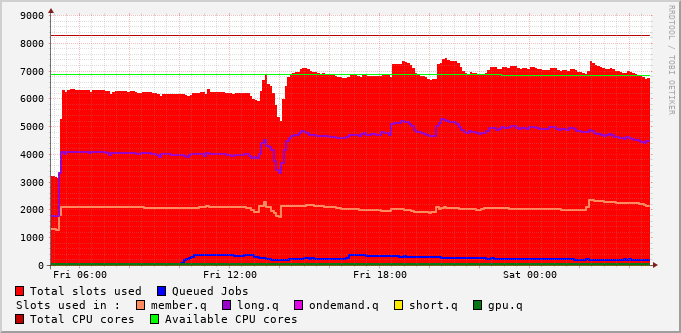 9000
8000
7000
6000
5000
4000
3000
2000
1000
0
Fri 06:00 Fri 12:00 Fri 18:00 Sat 00:00
Total slots used Queued Jobs
Slots used in : member.q long.q ondemand.q short.q gpu.q
Total CPU cores Available CPU cores
RRDTOOL / TOBI OETIKER